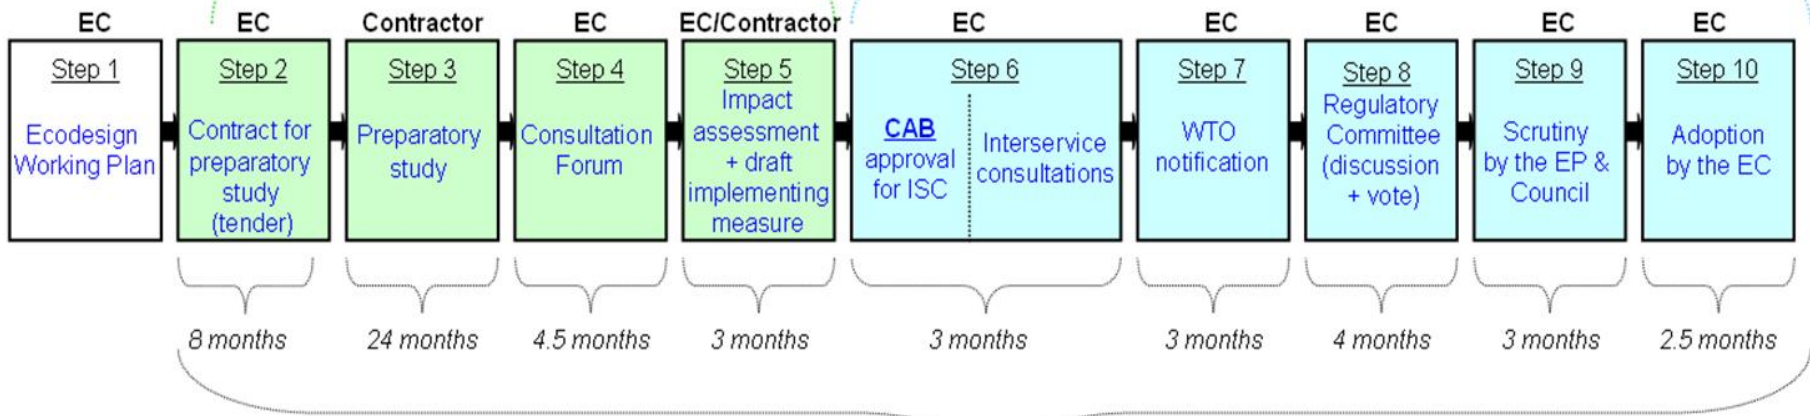 EC
EC
Contractor
EC
EC/Contractor
EC
EC
EC
EC
EC
Step 1
Ecodesign
Working Plan
Step 2
Contract for
preparatory
study
(tender)
Step 3
Preparatory
study
Step 4
Consultation
Forum
Step 5
Impact
assessment
+ draft
implementing
measure
Step 6
CAB
approval
for ISC
Interservice
consultations
Step 7
WTO
notification
Step 8
Regulatory
Committee
(discussion
+ vote)
Step 9
Scrutiny
by the EP &
Council
Step 10
Adoption
by the EC
8 months
24 months
4.5 months
3 months
3 months
3 months
4 months
3 months
2.5 months